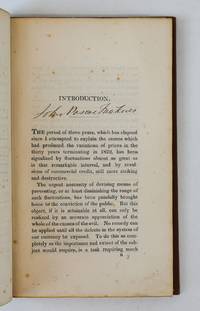 INTRODUCTION.
John
THE period of three years, which has elapsed
since I attempted to explain the causes which
had produced the variations of prices in the
thirty years terminating in 1822, has been
signalized by fluctuations almost as great as
in that remarkable interval, and by revul-
sions of commercial credit, still more striking
and destructive.
The urgent necessity of devising means of
preventing, or at least diminishing the range
of such fluctuations, has been painfully brought
home to the conviction of the public. But this
object, if it is attainable at all, can only be
realized by an accurate appreciation of the
whole of the causes of the evil. No remedy can
be applied until all the defects in the system of
our currency be exposed. To do this as com-
pletely as the importance and extent of the sub-
ject would require, is a task requiring much